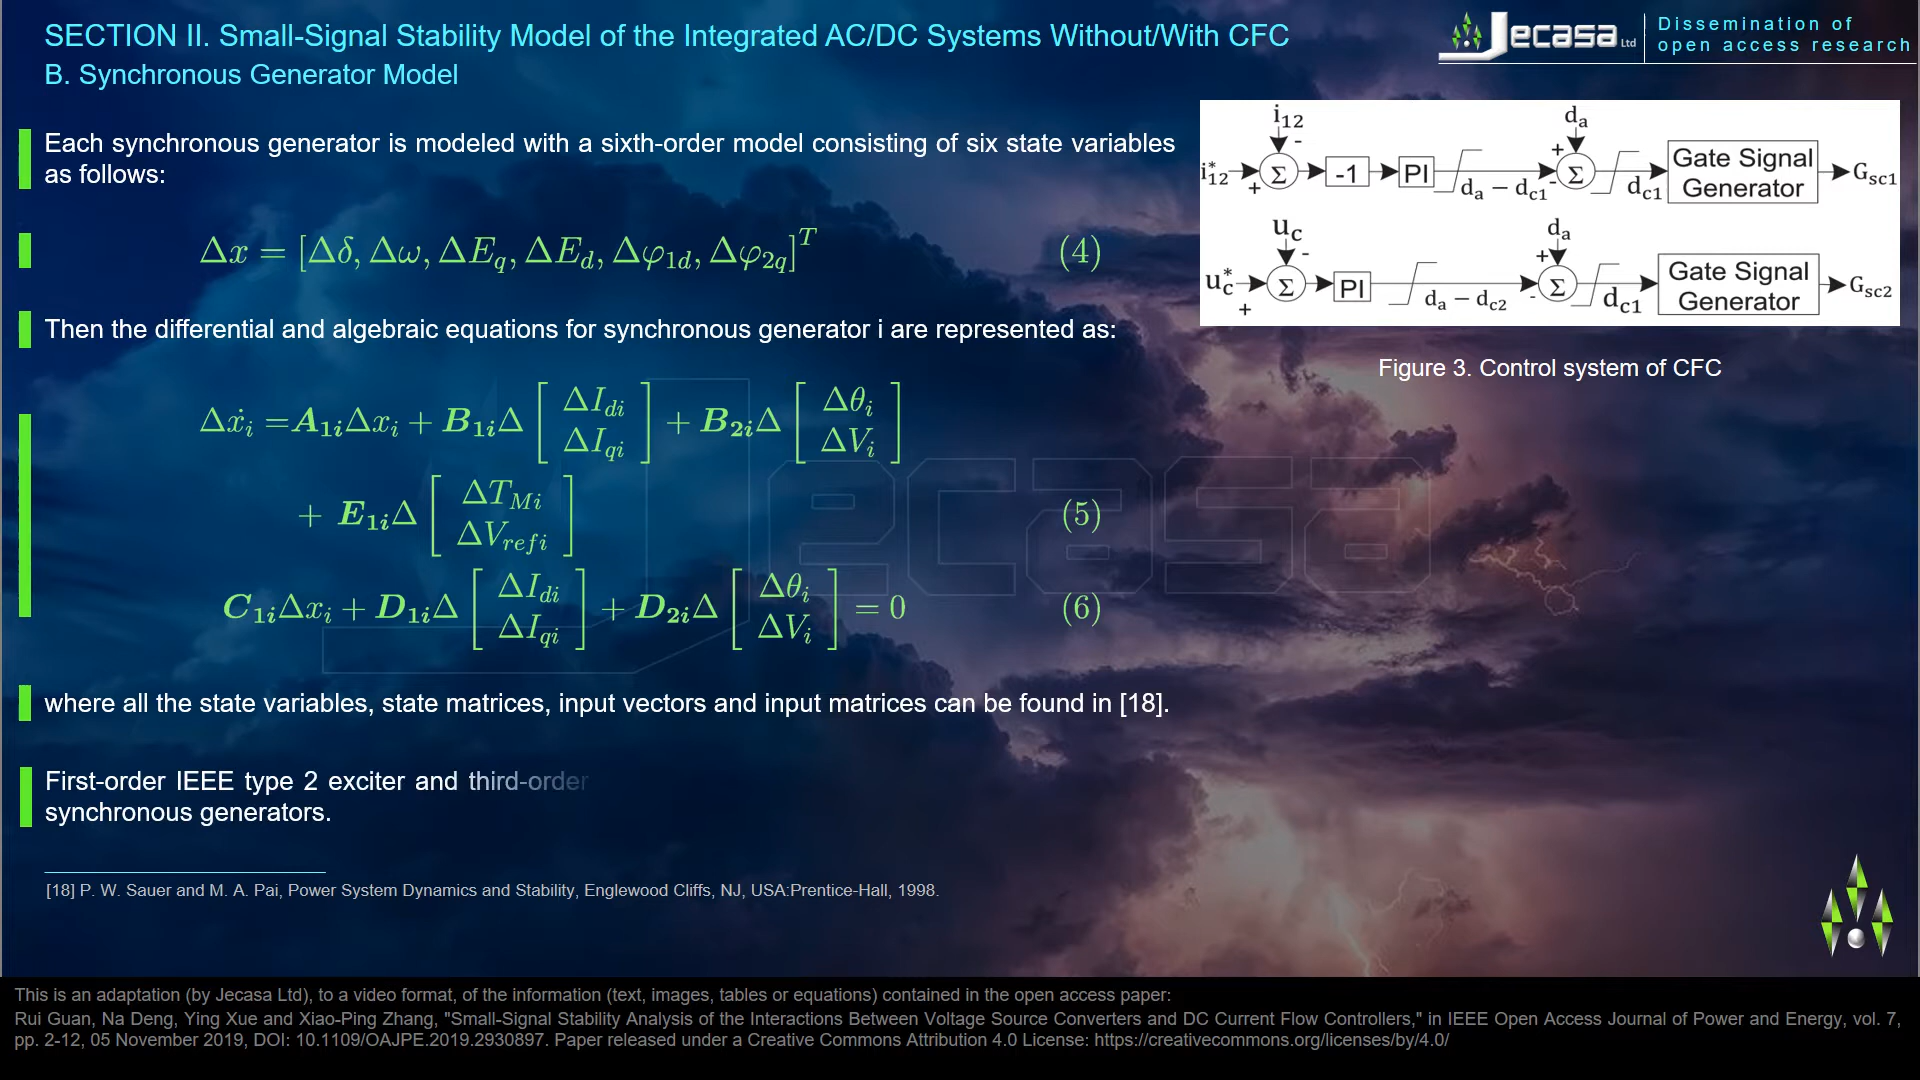 SECTION II. Small-Signal Stability Model of the Integrated AC/DC Systems Without/With CFC
B. Synchronous Generator Model
Jecasa Ltd
Dissemination of
open access research
Each synchronous generator is modeled with a sixth-order model consisting of six state variables
as follows:
Δx = [Δδ, Δω, ΔE_q, ΔE_d, Δφ_1d, Δφ_2q]^T (4)
Then the differential and algebraic equations for synchronous generator i are represented as:
Δẋ_i = A_1i Δx_i + B_1i Δ [ΔI_di ; ΔI_qi] + B_2i Δ [Δθ_i ; ΔV_i]
+ E_1i Δ [ΔT_Mi ; ΔV_refi] (5)
C_1i Δx_i + D_1i Δ [ΔI_di ; ΔI_qi] + D_2i Δ [Δθ_i ; ΔV_i] = 0 (6)
where all the state variables, state matrices, input vectors and input matrices can be found in [18].
First-order IEEE type 2 exciter and third-order
synchronous generators.
[18] P. W. Sauer and M. A. Pai, Power System Dynamics and Stability, Englewood Cliffs, NJ, USA:Prentice-Hall, 1998.
i_12 - d_a +
i*_12 + Σ -1 PI d_a − d_c1 - Σ d_c1 Gate Signal Generator G_sc1
u_c - d_a +
u*_c + Σ PI d_a − d_c2 - Σ d_c1 Gate Signal Generator G_sc2
Figure 3. Control system of CFC
Jecasa
This is an adaptation (by Jecasa Ltd), to a video format, of the information (text, images, tables or equations) contained in the open access paper:
Rui Guan, Na Deng, Ying Xue and Xiao-Ping Zhang, "Small-Signal Stability Analysis of the Interactions Between Voltage Source Converters and DC Current Flow Controllers," in IEEE Open Access Journal of Power and Energy, vol. 7,
pp. 2-12, 05 November 2019, DOI: 10.1109/OAJPE.2019.2930897. Paper released under a Creative Commons Attribution 4.0 License: https://creativecommons.org/licenses/by/4.0/